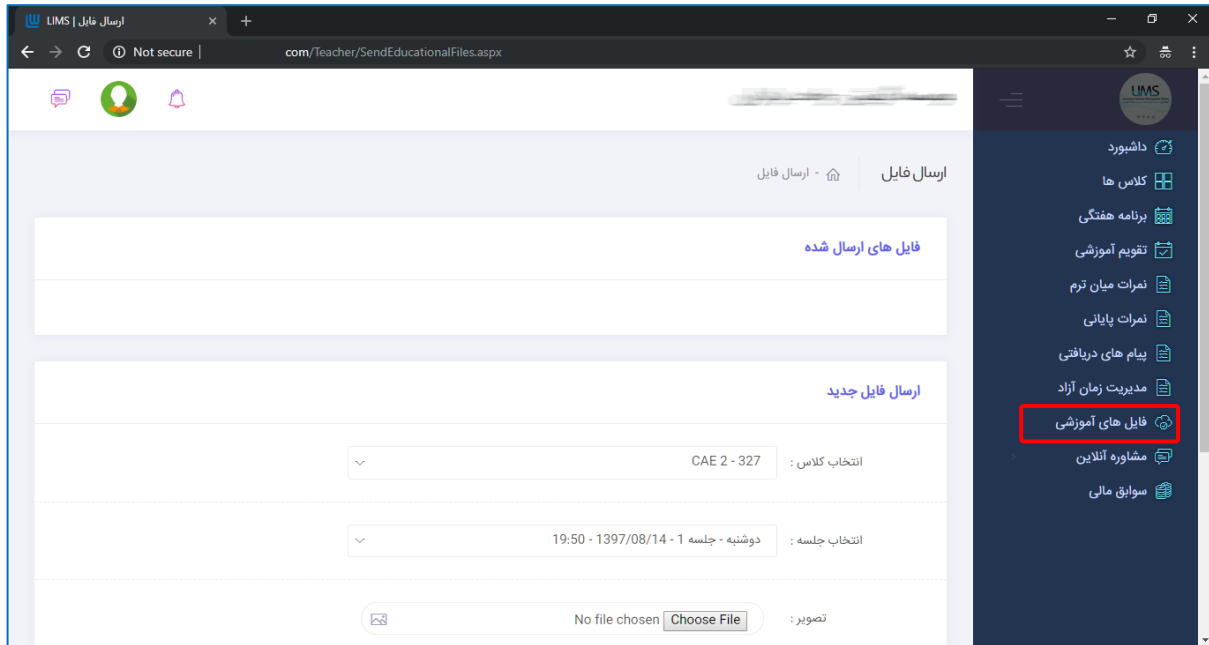 ارسال فایل | LIMS
Not secure | com/Teacher/SendEducationalFiles.aspx
LIMS
داشبورد
کلاس ها
برنامه هفتگی
تقویم آموزشی
نمرات میان ترم
نمرات پایانی
پیام های دریافتی
مدیریت زمان آزاد
فایل های آموزشی
مشاوره آنلاین
سوابق مالی
ارسال فایل
- ارسال فایل
فایل های ارسال شده
ارسال فایل جدید
انتخاب کلاس : CAE 2 - 327
انتخاب جلسه : دوشنبه - جلسه 1 - 1397/08/14 - 19:50
تصویر : Choose File No file chosen